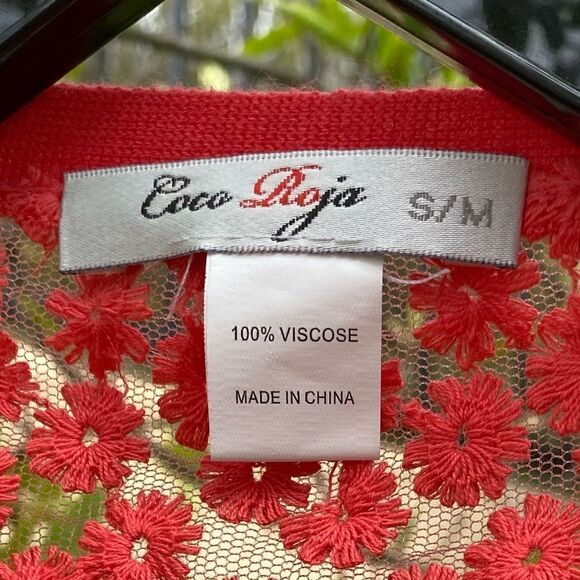 Coco Roja S/M
100% VISCOSE
MADE IN CHINA